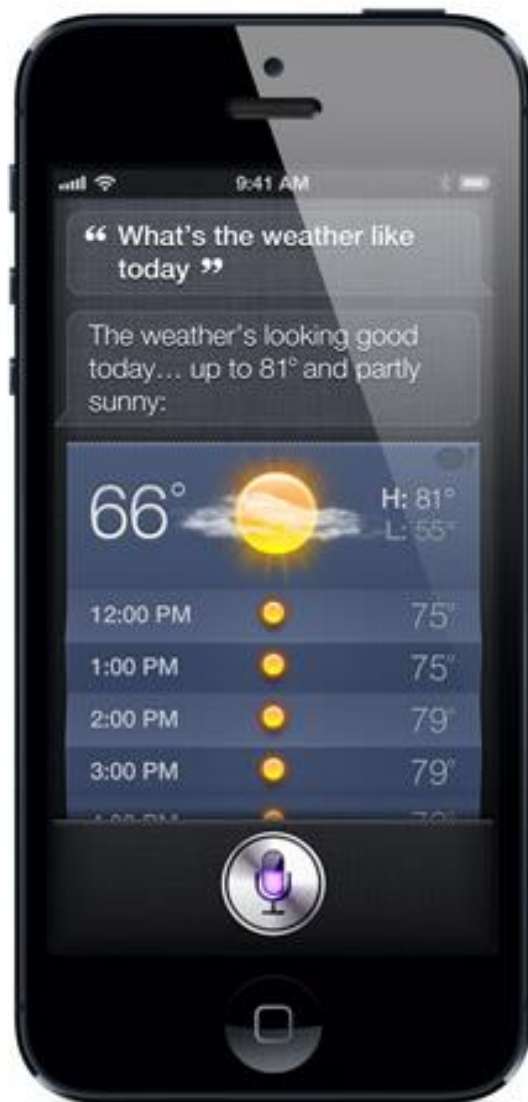 9:41 AM
“ What's the weather like
today ”
The weather's looking good
today... up to 81° and partly
sunny:
66°
H: 81°
L: 55°
12:00 PM 75°
1:00 PM 75°
2:00 PM 79°
3:00 PM 79°